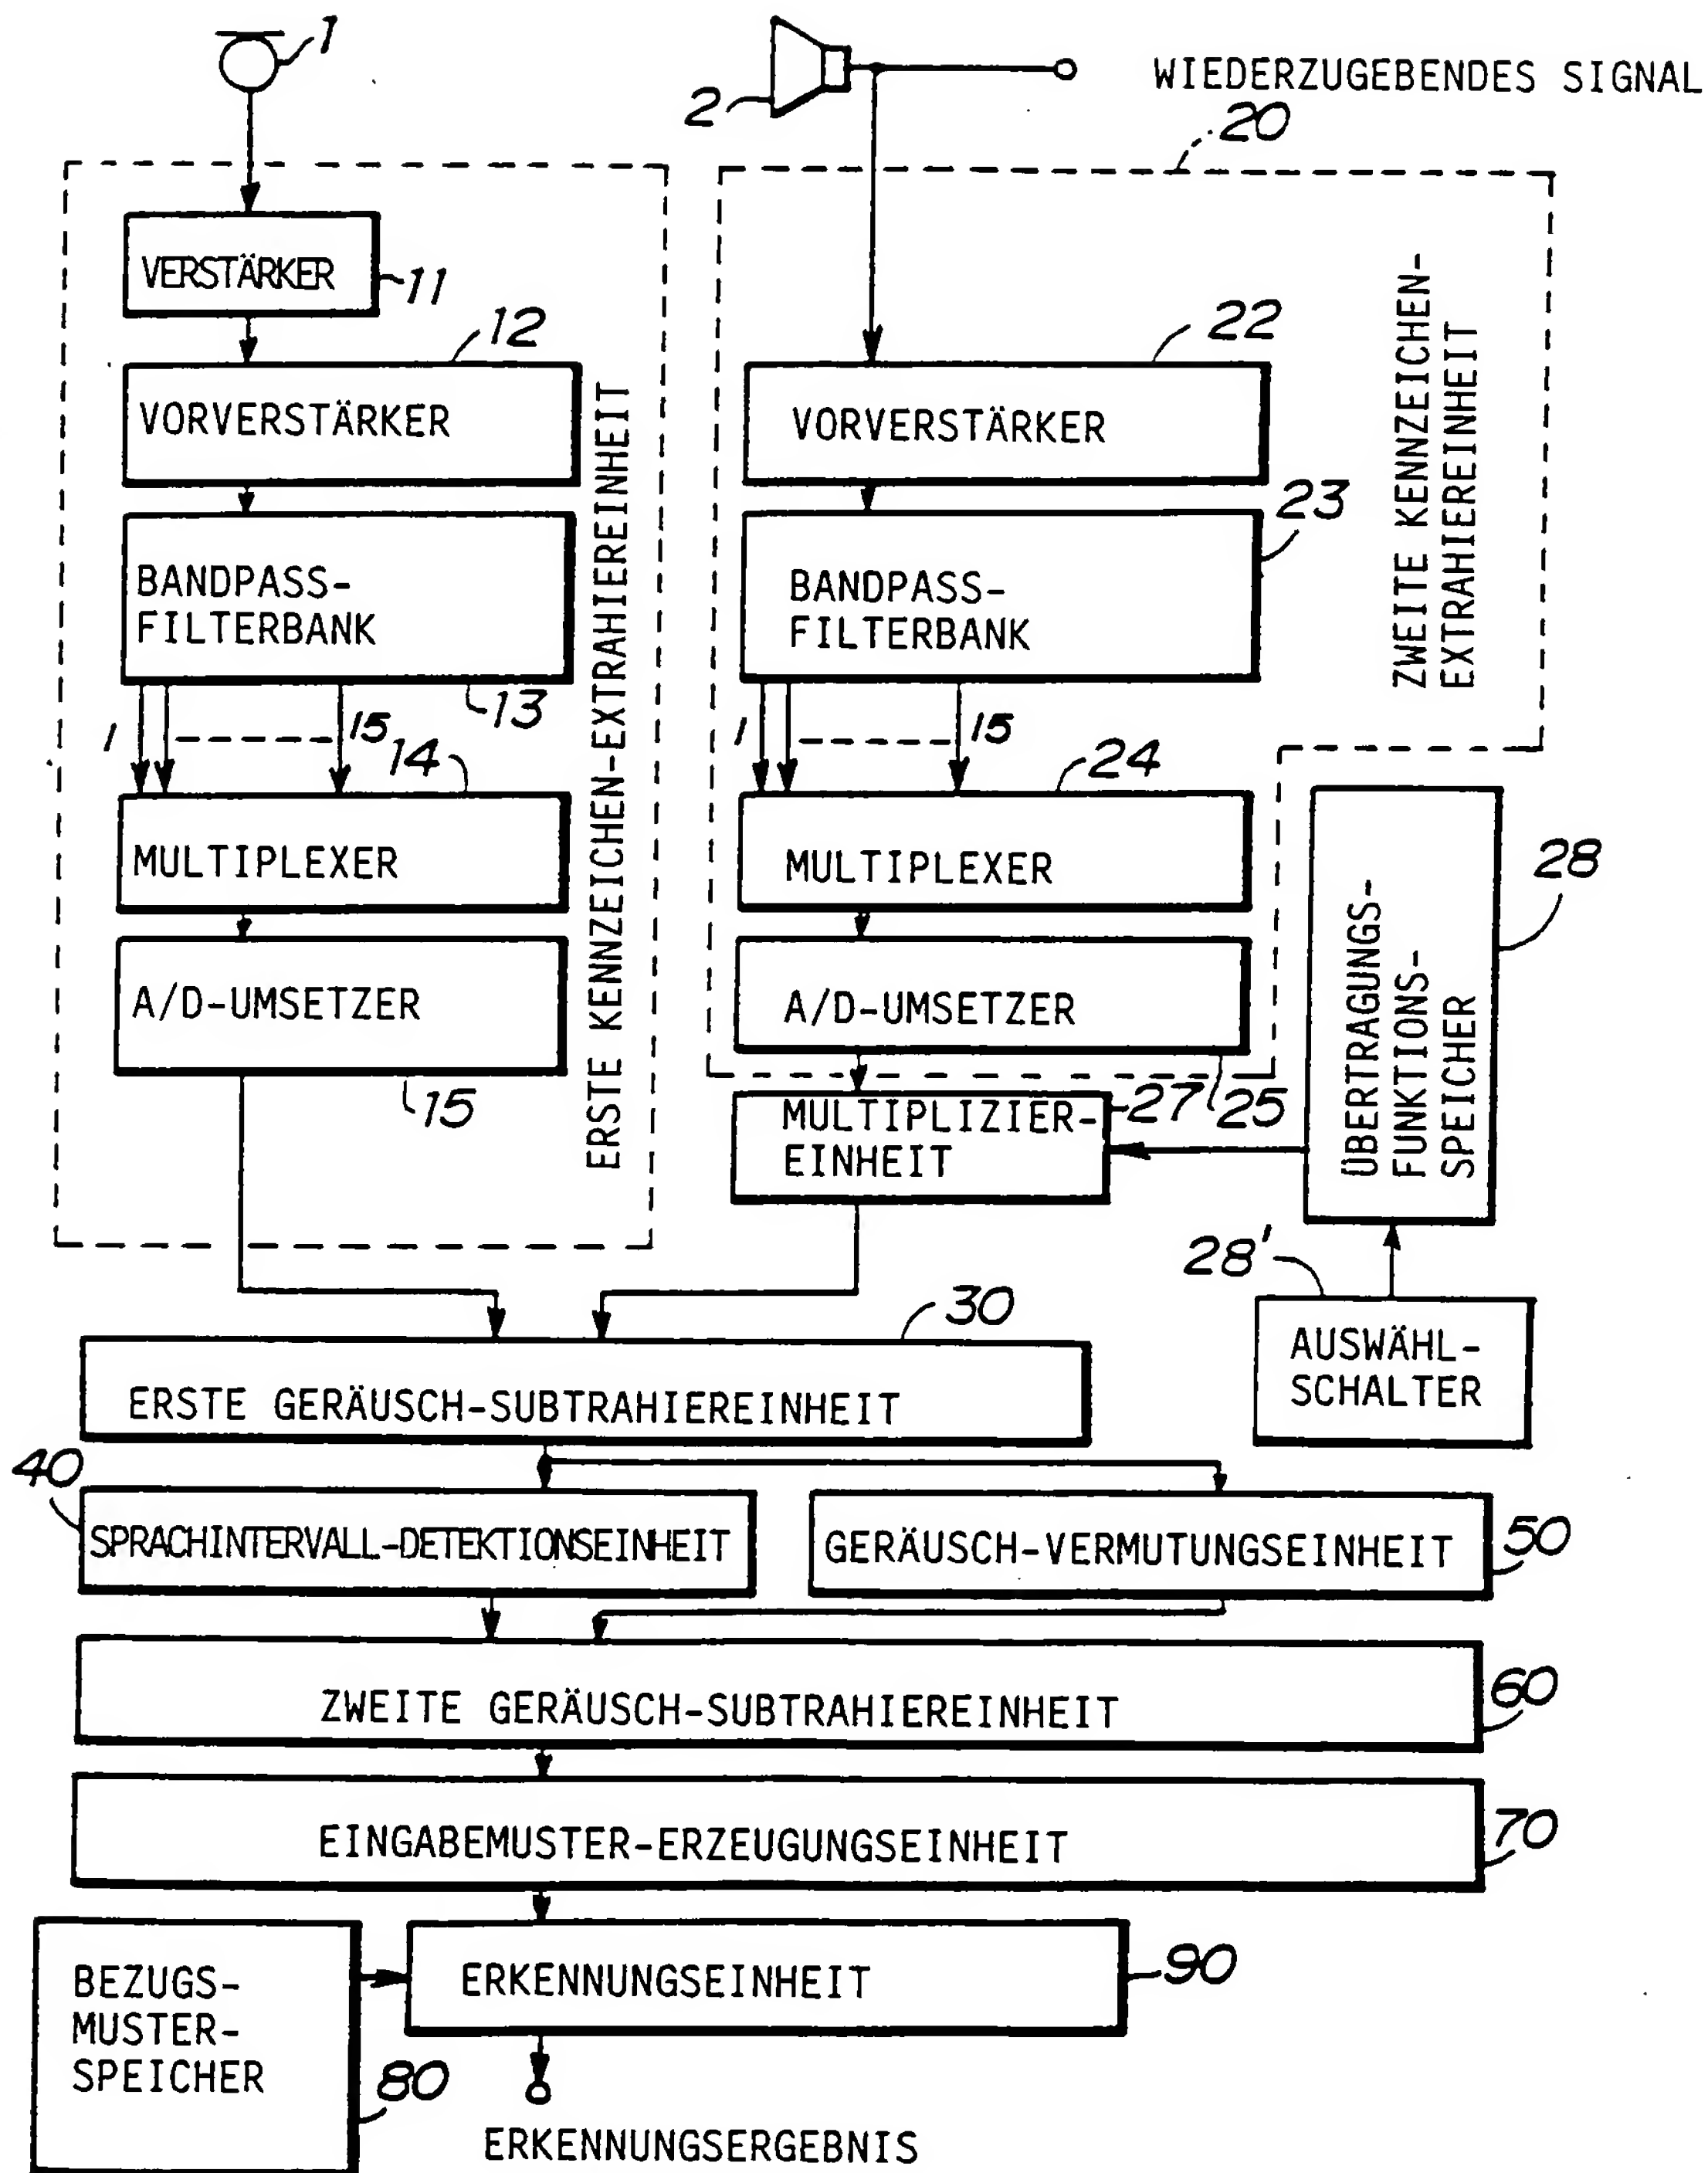 1
2
WIEDERZUGEBENDES SIGNAL
20
VERSTÄRKER
11
12
VORVERSTÄRKER
22
VORVERSTÄRKER
ZWEITE KENNZEICHEN-
EXTRAHIEREINHEIT
BANDPASS-
FILTERBANK
13
23
BANDPASS-
FILTERBANK
ERSTE KENNZEICHEN-EXTRAHIEREINHEIT
1
15
14
1
15
24
MULTIPLEXER
MULTIPLEXER
28
ÜBERTRAGUNGS-
FUNKTIONS-
SPEICHER
A/D-UMSETZER
15
A/D-UMSETZER
25
MULTIPLIZIER-
EINHEIT
27
28'
AUSWÄHL-
SCHALTER
30
ERSTE GERÄUSCH-SUBTRAHIEREINHEIT
40
SPRACHINTERVALL-DETEKTIONSEINHEIT
GERÄUSCH-VERMUTUNGSEINHEIT
50
ZWEITE GERÄUSCH-SUBTRAHIEREINHEIT
60
EINGABEMUSTER-ERZEUGUNGSEINHEIT
70
BEZUGS-
MUSTER-
SPEICHER
80
ERKENNUNGSEINHEIT
90
ERKENNUNGSERGEBNIS